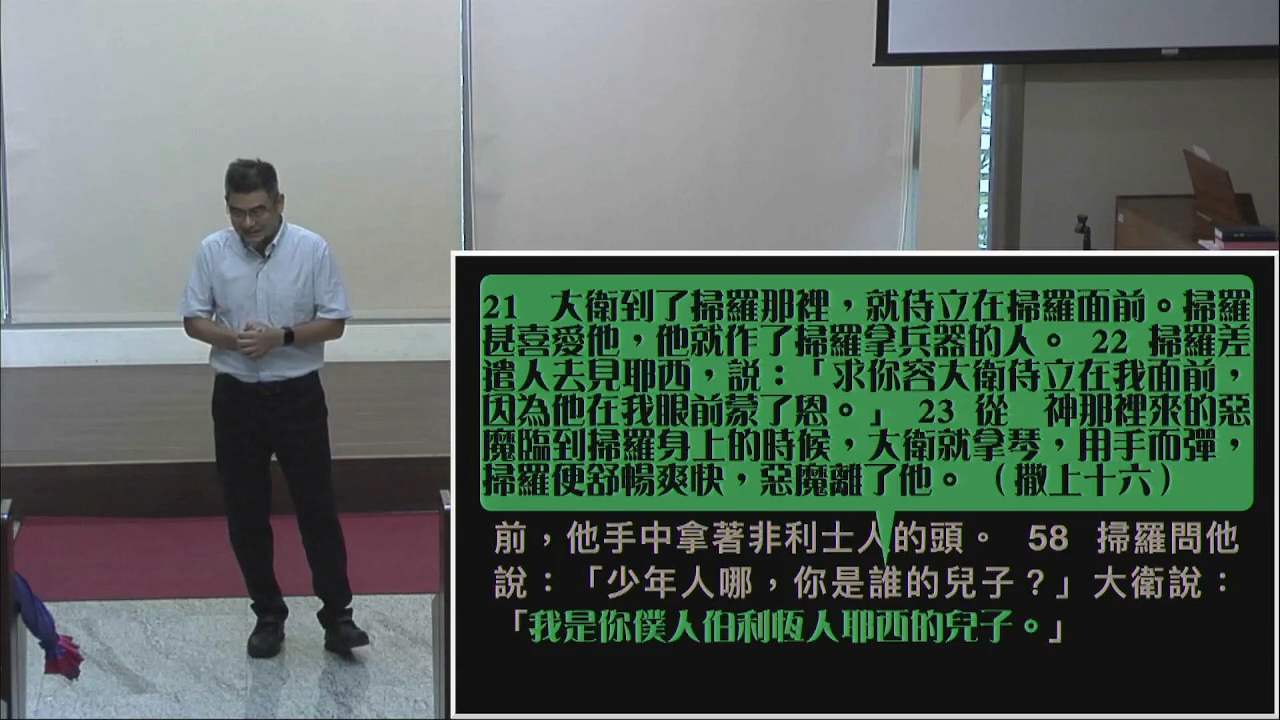 21 大衛到了掃羅那裡，就侍立在掃羅面前。掃羅
甚喜愛他，他就作了掃羅拿兵器的人。 22 掃羅差
遣人去見耶西，說：「求你容大衛侍立在我面前，
因為他在我眼前蒙了恩。」 23 從　神那裡來的惡
魔臨到掃羅身上的時候，大衛就拿琴，用手而彈，
掃羅便舒暢爽快，惡魔離了他。（撒上十六）
前，他手中拿著非利士人的頭。 58 掃羅問他
說：「少年人哪，你是誰的兒子？」大衛說：
「我是你僕人伯利恆人耶西的兒子。」